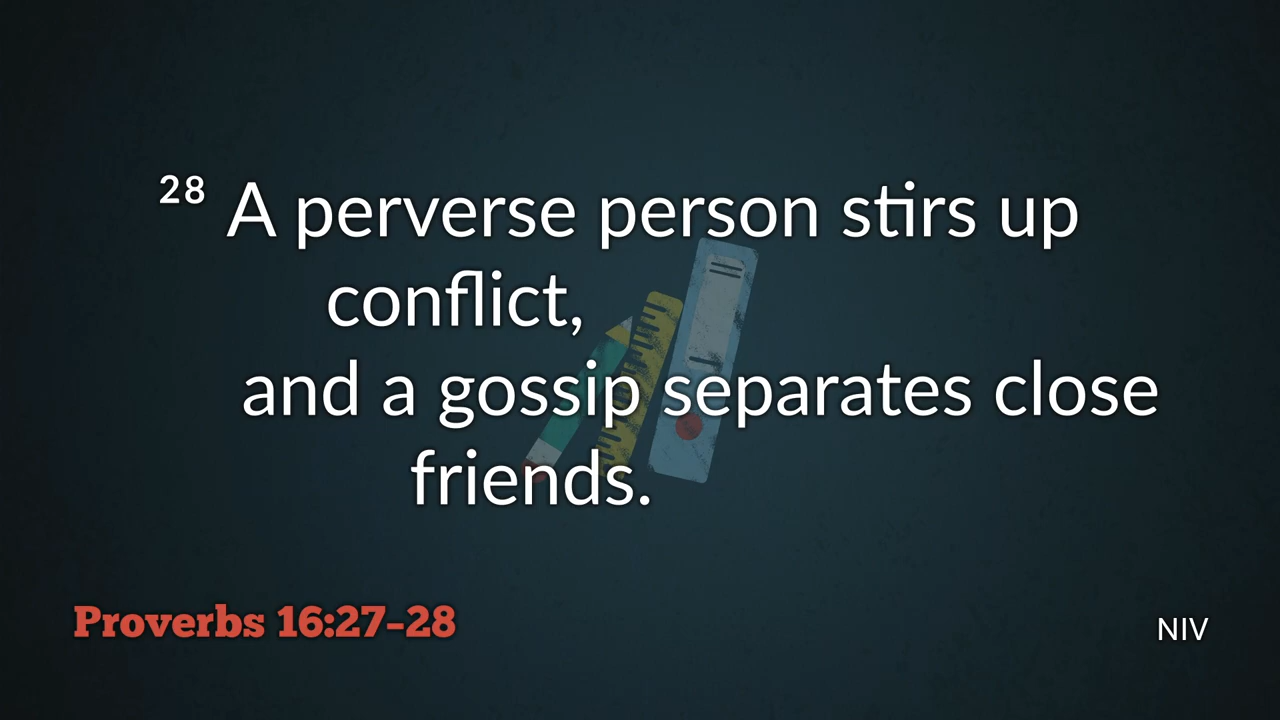 28 A perverse person stirs up
conflict,
and a gossip separates close
friends.
Proverbs 16:27–28
NIV